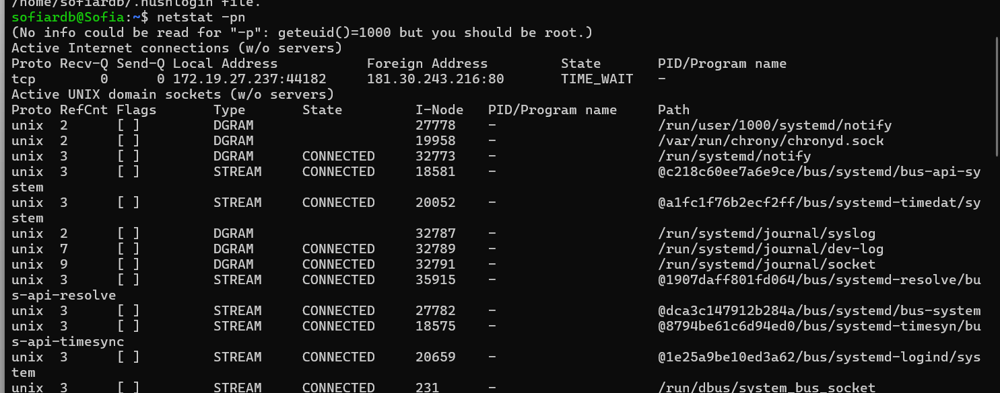 /home/sofiardb/.hushlogin file.
sofiardb@Sofia:~$ netstat -pn
(No info could be read for "-p": geteuid()=1000 but you should be root.)
Active Internet connections (w/o servers)
Proto Recv-Q Send-Q Local Address           Foreign Address         State       PID/Program name
tcp        0      0 172.19.27.237:44182     181.30.243.216:80       TIME_WAIT   -
Active UNIX domain sockets (w/o servers)
Proto RefCnt Flags       Type       State         I-Node   PID/Program name     Path
unix  2      [ ]         DGRAM                    27778    -                    /run/user/1000/systemd/notify
unix  2      [ ]         DGRAM                    19958    -                    /var/run/chrony/chronyd.sock
unix  3      [ ]         DGRAM      CONNECTED     32773    -                    /run/systemd/notify
unix  3      [ ]         STREAM     CONNECTED     18581    -                    @c218c60ee7a6e9ce/bus/systemd/bus-api-sy
stem
unix  3      [ ]         STREAM     CONNECTED     20052    -                    @a1fc1f76b2ecf2ff/bus/systemd-timedat/sy
stem
unix  2      [ ]         DGRAM                    32787    -                    /run/systemd/journal/syslog
unix  7      [ ]         DGRAM      CONNECTED     32789    -                    /run/systemd/journal/dev-log
unix  9      [ ]         DGRAM      CONNECTED     32791    -                    /run/systemd/journal/socket
unix  3      [ ]         STREAM     CONNECTED     35915    -                    @1907daff801fd064/bus/systemd-resolve/bu
s-api-resolve
unix  3      [ ]         STREAM     CONNECTED     27782    -                    @dca3c147912b284a/bus/systemd/bus-system
unix  3      [ ]         STREAM     CONNECTED     18575    -                    @8794be61c6d94ed0/bus/systemd-timesyn/bu
s-api-timesync
unix  3      [ ]         STREAM     CONNECTED     20659    -                    @1e25a9be10ed3a62/bus/systemd-logind/sys
tem
unix  3      [ ]         STREAM     CONNECTED     231      -                    /run/dbus/system_bus_socket